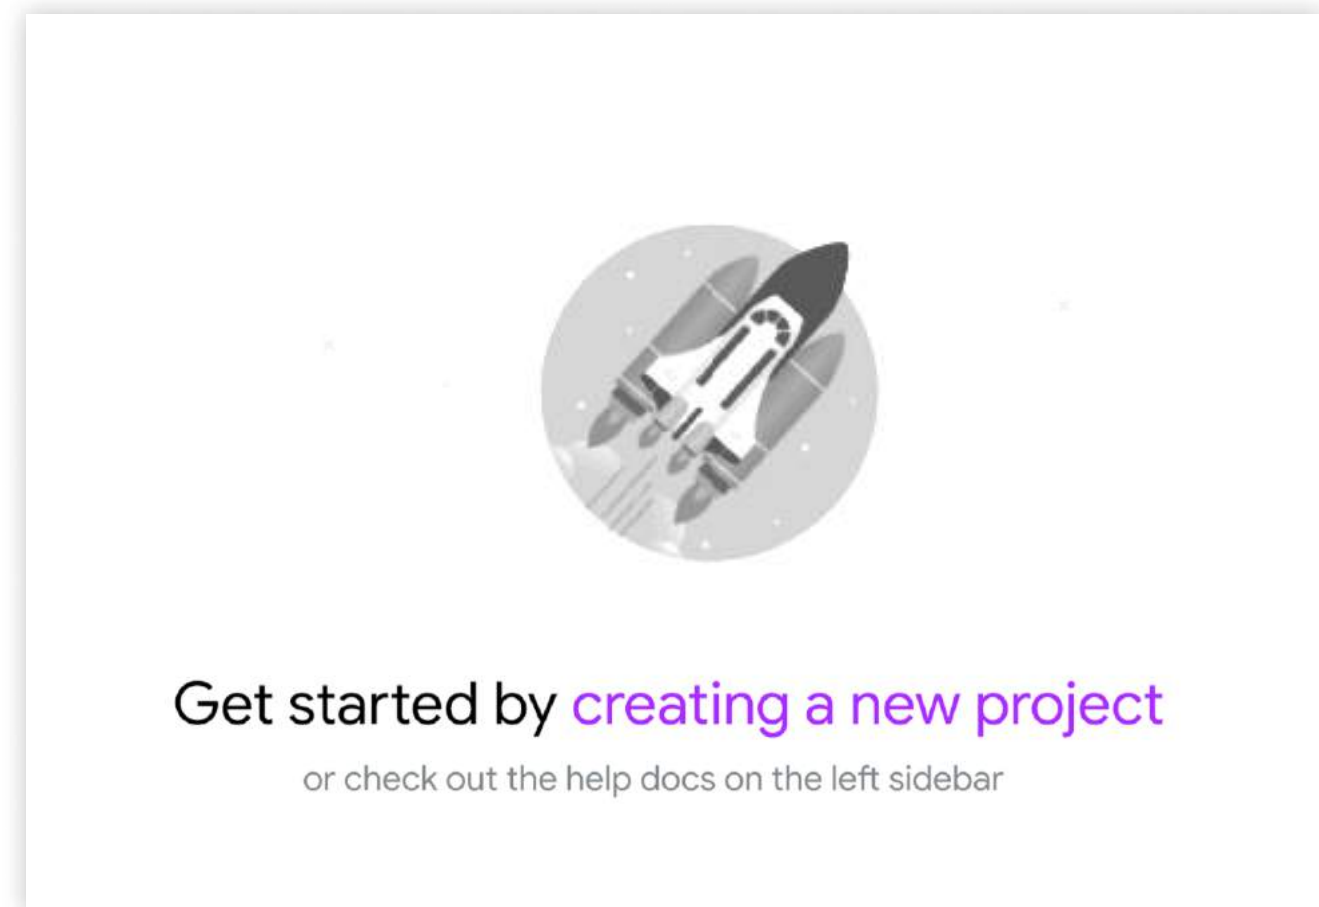 Get started by creating a new project
or check out the help docs on the left sidebar